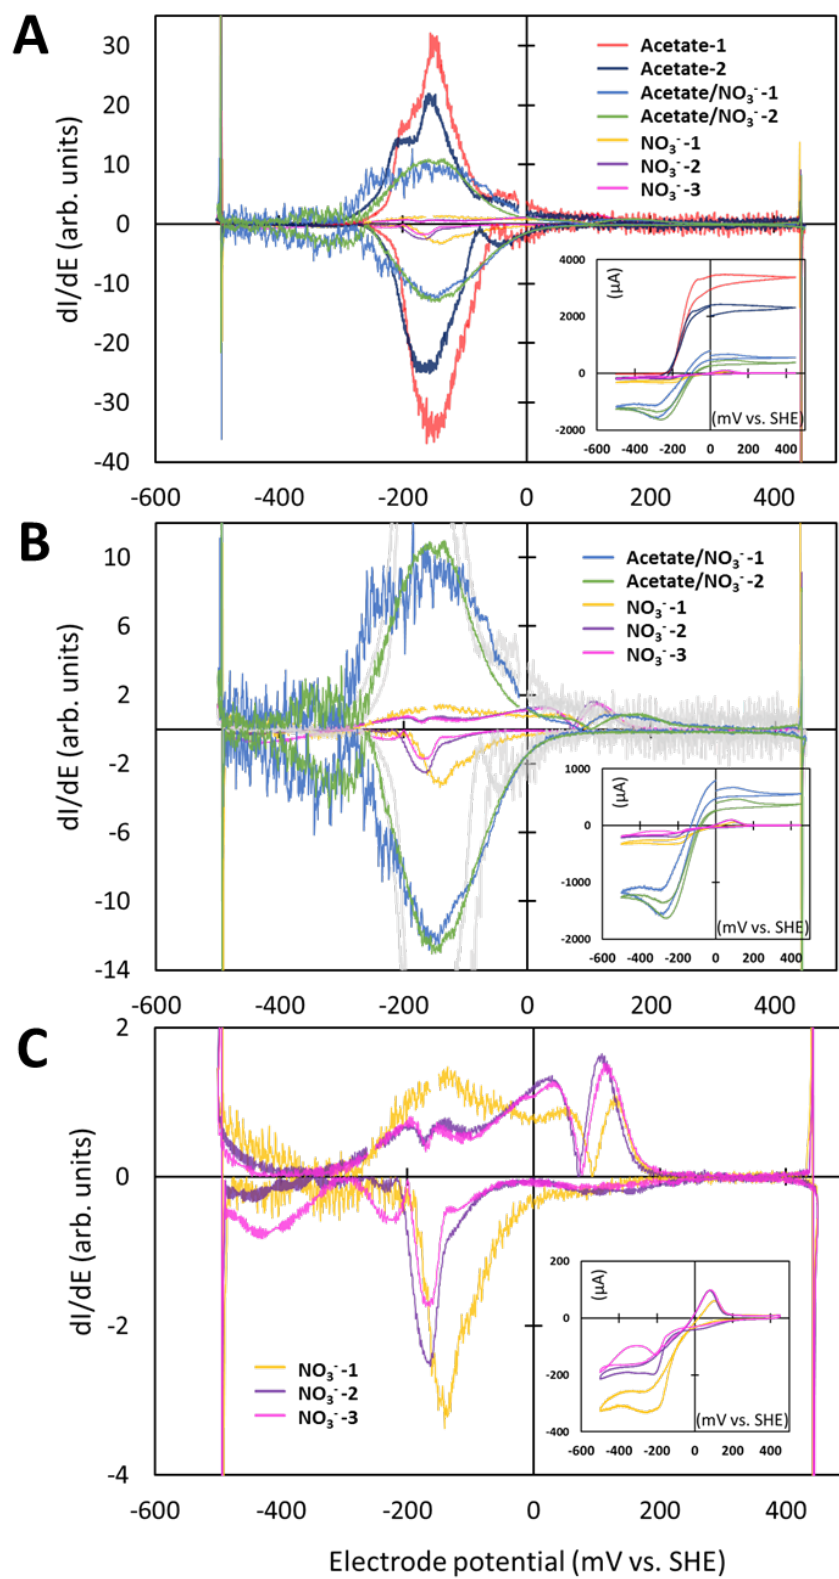 A
dI/dE (arb. units)
30
20
10
0
-10
-20
-30
-40
-600
-400
-200
0
200
400
Acetate-1
Acetate-2
Acetate/NO₃⁻-1
Acetate/NO₃⁻-2
NO₃⁻-1
NO₃⁻-2
NO₃⁻-3
(µA)
4000
2000
0
-2000
(mV vs. SHE)
-600
-400
-200
0
200
400
B
dI/dE (arb. units)
10
6
2
-2
-6
-10
-14
-600
-400
-200
0
200
400
Acetate/NO₃⁻-1
Acetate/NO₃⁻-2
NO₃⁻-1
NO₃⁻-2
NO₃⁻-3
(µA)
1000
0
-1000
-2000
(mV vs. SHE)
-600
-400
-200
0
200
400
C
dI/dE (arb. units)
2
0
-2
-4
-600
-400
-200
0
200
400
NO₃⁻-1
NO₃⁻-2
NO₃⁻-3
(µA)
200
0
-200
-400
(mV vs. SHE)
-600
-400
-200
0
200
400
Electrode potential (mV vs. SHE)